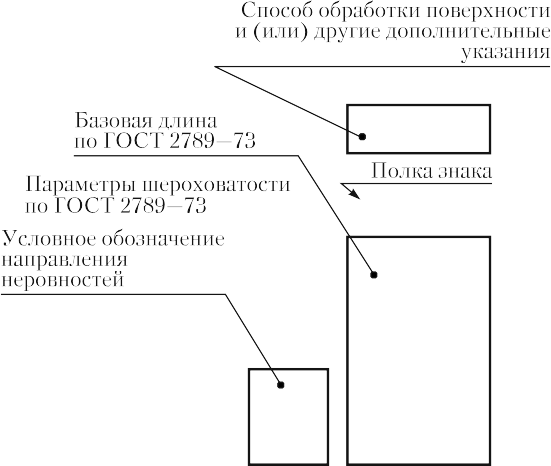 Способ обработки поверхности
и (или) другие дополнительные
указания
Базовая длина
по ГОСТ 2789—73
Полка знака
Параметры шероховатости
по ГОСТ 2789—73
Условное обозначение
направления
неровностей